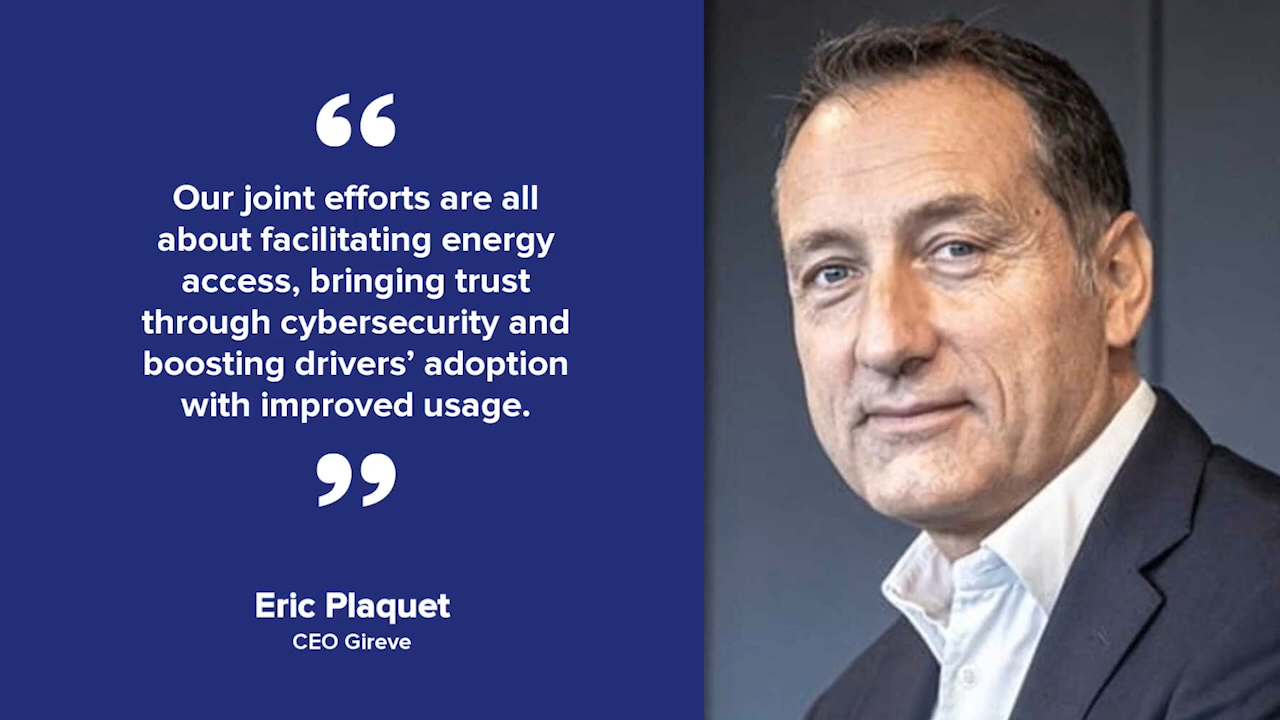 “
Our joint efforts are all
about facilitating energy
access, bringing trust
through cybersecurity and
boosting drivers’ adoption
with improved usage.
”
Eric Plaquet
CEO Gireve